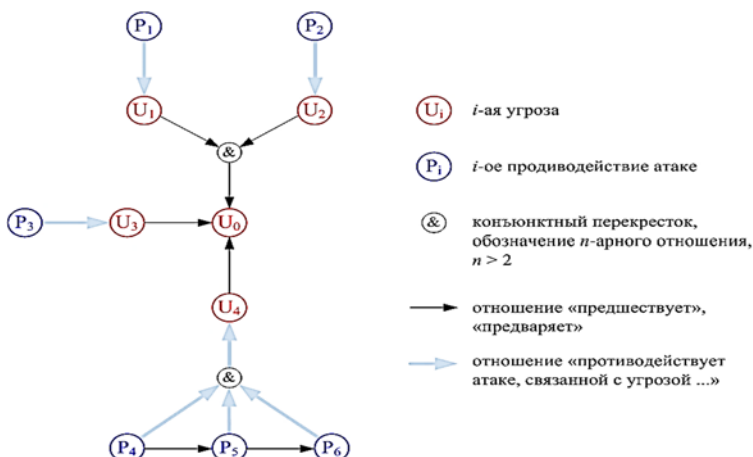 P₁
P₂
U₁
U₂
&
P₃
U₃
U₀
U₄
&
P₄
P₅
P₆
Uᵢ
i-ая угроза
Pᵢ
i-ое продиводействие атаке
&
конъюнктный перекресток,
обозначение n-арного отношения,
n > 2
отношение «предшествует»,
«предваряет»
отношение «противодействует
атаке, связанной с угрозой ...»